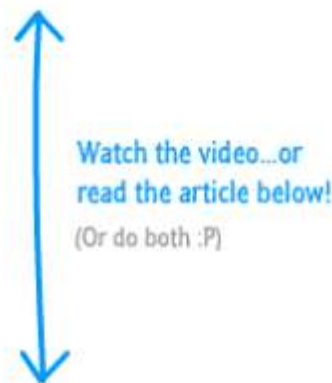 Watch the video...or
read the article below!
(Or do both :P)